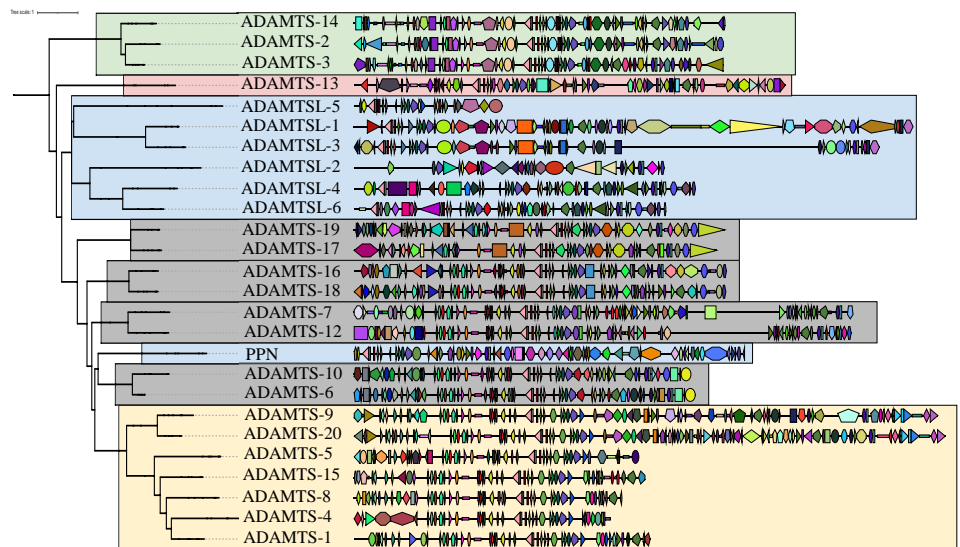 Tree scale: 1
ADAMTS-14
ADAMTS-2
ADAMTS-3
ADAMTS-13
ADAMTSL-5
ADAMTSL-1
ADAMTSL-3
ADAMTSL-2
ADAMTSL-4
ADAMTSL-6
ADAMTS-19
ADAMTS-17
ADAMTS-16
ADAMTS-18
ADAMTS-7
ADAMTS-12
PPN
ADAMTS-10
ADAMTS-6
ADAMTS-9
ADAMTS-20
ADAMTS-5
ADAMTS-15
ADAMTS-8
ADAMTS-4
ADAMTS-1